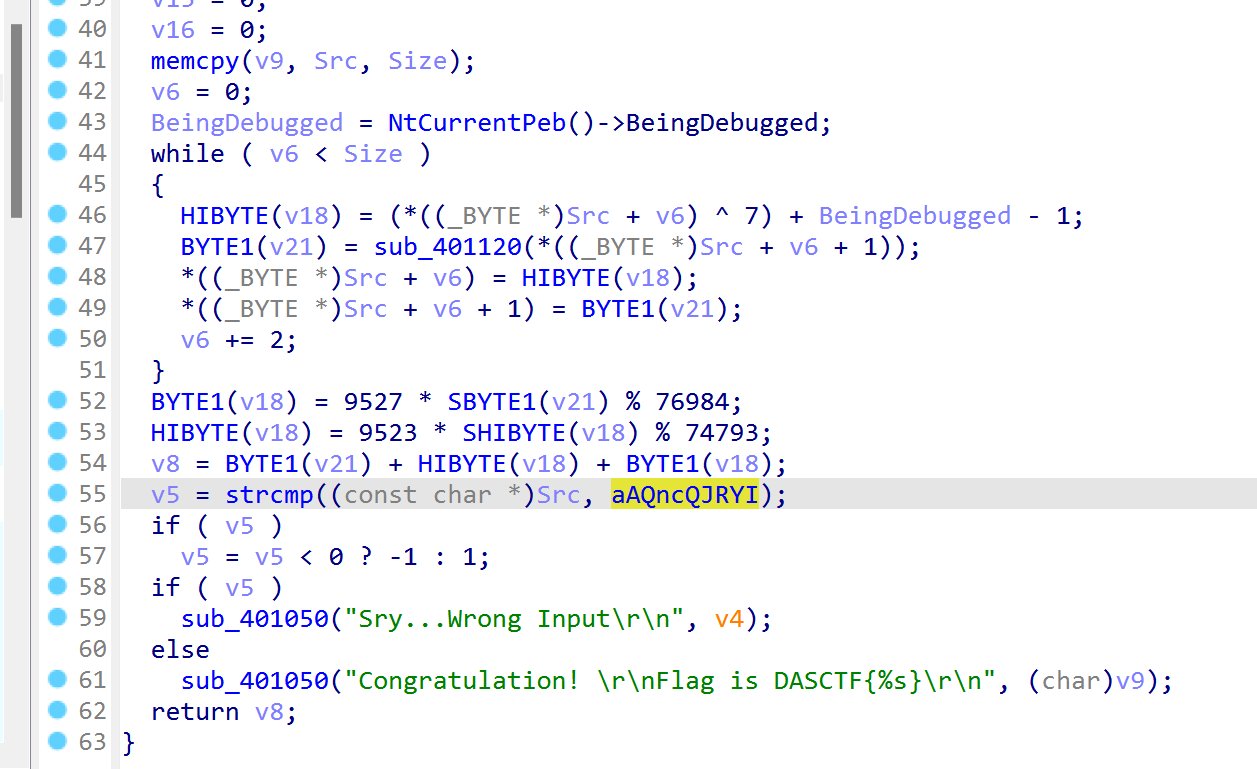 39 v15 = 0;
40 v16 = 0;
41 memcpy(v9, Src, Size);
42 v6 = 0;
43 BeingDebugged = NtCurrentPeb()->BeingDebugged;
44 while ( v6 < Size )
45 {
46 HIBYTE(v18) = (*((_BYTE *)Src + v6) ^ 7) + BeingDebugged - 1;
47 BYTE1(v21) = sub_401120(*((_BYTE *)Src + v6 + 1));
48 *((_BYTE *)Src + v6) = HIBYTE(v18);
49 *((_BYTE *)Src + v6 + 1) = BYTE1(v21);
50 v6 += 2;
51 }
52 BYTE1(v18) = 9527 * SBYTE1(v21) % 76984;
53 HIBYTE(v18) = 9523 * SHIBYTE(v18) % 74793;
54 v8 = BYTE1(v21) + HIBYTE(v18) + BYTE1(v18);
55 v5 = strcmp((const char *)Src, aAQncQJRYI);
56 if ( v5 )
57 v5 = v5 < 0 ? -1 : 1;
58 if ( v5 )
59 sub_401050("Sry...Wrong Input\r\n", v4);
60 else
61 sub_401050("Congratulation! \r\nFlag is DASCTF{%s}\r\n", (char)v9);
62 return v8;
63 }